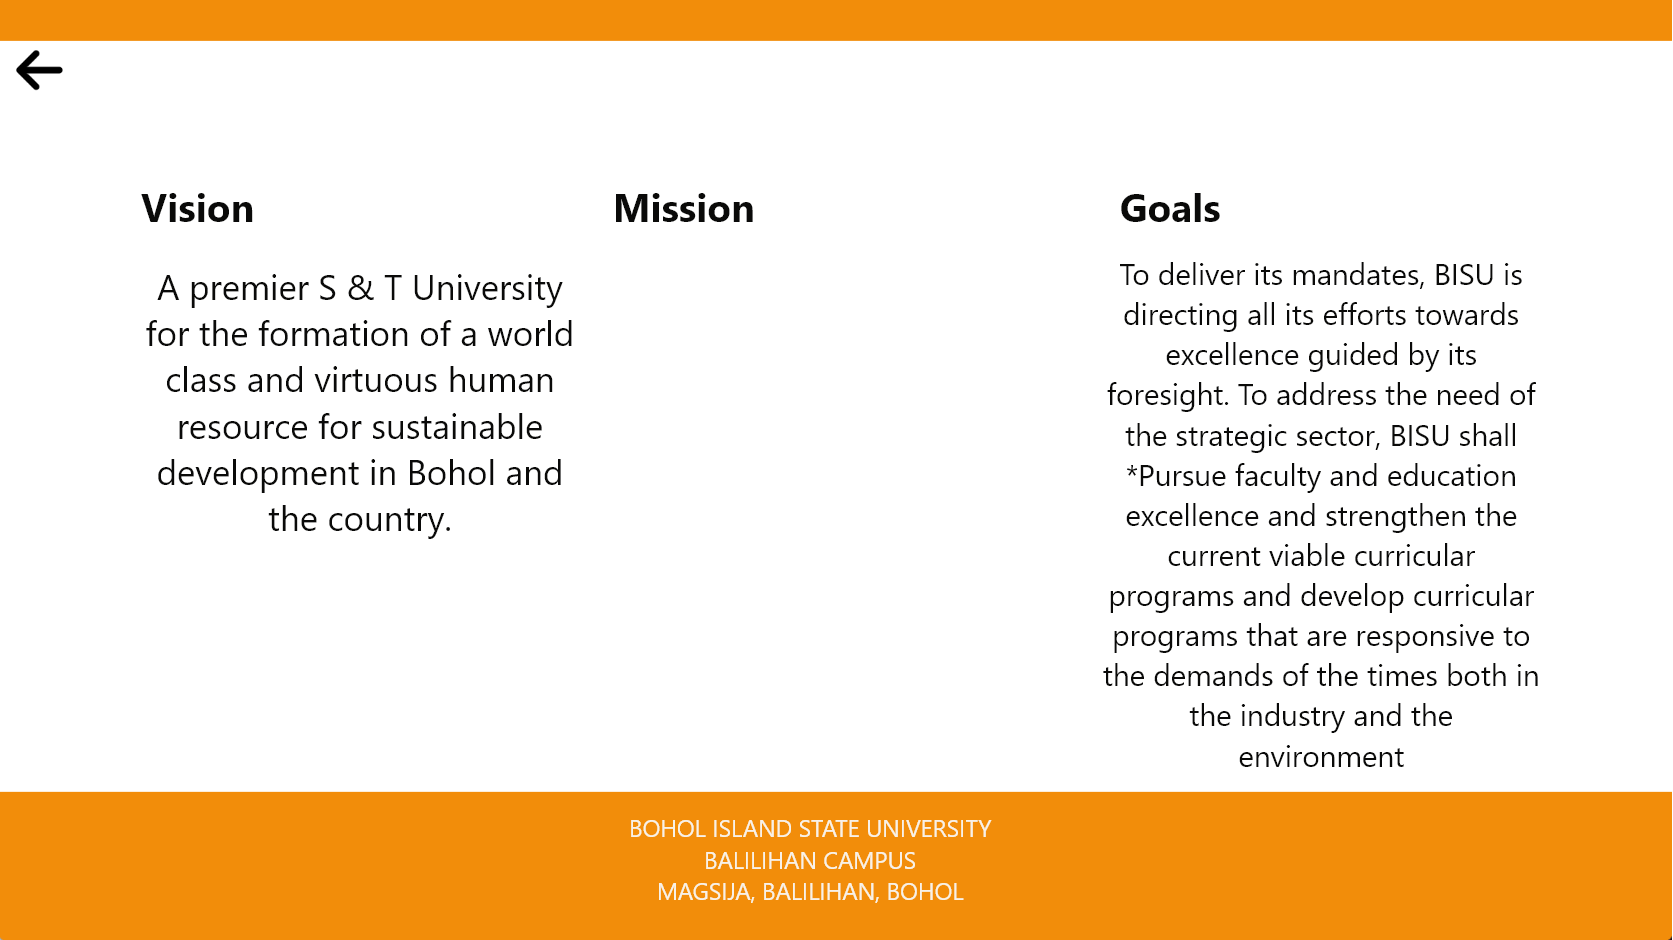 Vision
A premier S & T University
for the formation of a world
class and virtuous human
resource for sustainable
development in Bohol and
the country.
Mission
Goals
To deliver its mandates, BISU is
directing all its efforts towards
excellence guided by its
foresight. To address the need of
the strategic sector, BISU shall
*Pursue faculty and education
excellence and strengthen the
current viable curricular
programs and develop curricular
programs that are responsive to
the demands of the times both in
the industry and the
environment
BOHOL ISLAND STATE UNIVERSITY
BALILIHAN CAMPUS
MAGSIJA, BALILIHAN, BOHOL